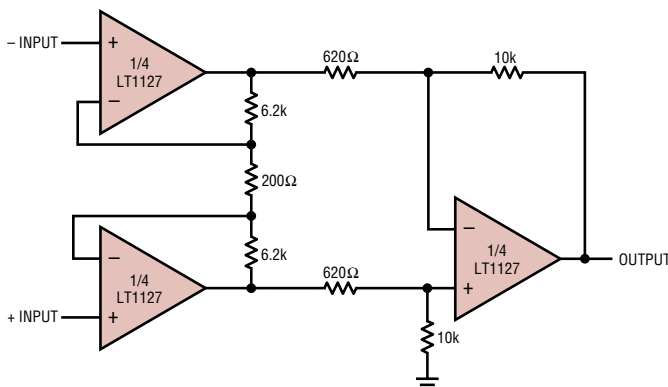 – INPUT
+
1/4
LT1127
–
620Ω
10k
6.2k
200Ω
–
1/4
LT1127
+
+ INPUT
6.2k
620Ω
–
1/4
LT1127
+
OUTPUT
10k